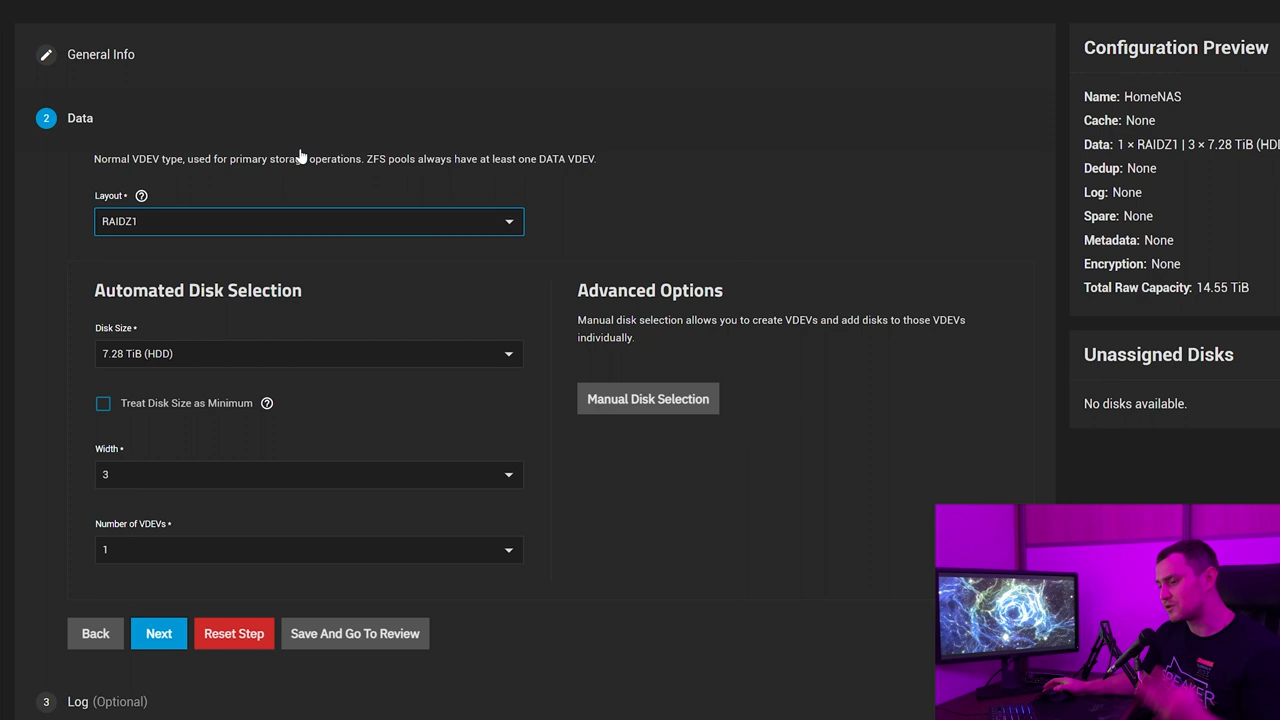 General Info
2
Data
Normal VDEV type, used for primary storage operations. ZFS pools always have at least one DATA VDEV.
Layout *
RAIDZ1
Automated Disk Selection
Disk Size *
7.28 TiB (HDD)
Treat Disk Size as Minimum
Width *
3
Number of VDEVs *
1
Advanced Options
Manual disk selection allows you to create VDEVs and add disks to those VDEVs
individually.
Manual Disk Selection
Back
Next
Reset Step
Save And Go To Review
3
Log (Optional)
Configuration Preview
Name: HomeNAS
Cache: None
Data: 1 × RAIDZ1 | 3 × 7.28 TiB (HDD
Dedup: None
Log: None
Spare: None
Metadata: None
Encryption: None
Total Raw Capacity: 14.55 TiB
Unassigned Disks
No disks available.
SPEAKER